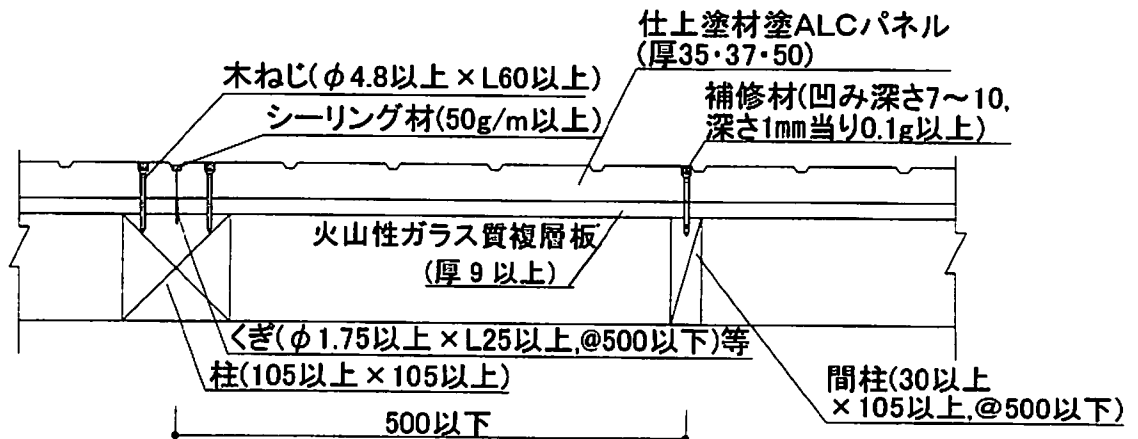 仕上塗材塗ALCパネル
(厚35・37・50)
木ねじ(φ4.8以上×L60以上)
補修材(凹み深さ7～10,
深さ1mm当り0.1g以上)
シーリング材(50g/m以上)
火山性ガラス質複層板
(厚9以上)
くぎ(φ1.75以上×L25以上,@500以下)等
柱(105以上×105以上)
間柱(30以上
×105以上,@500以下)
500以下